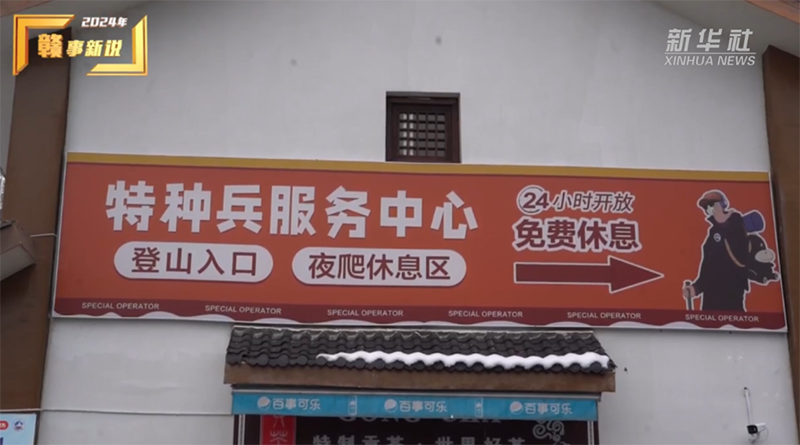 2024年
赣事新说
新华社
XINHUA NEWS
特种兵服务中心
登山入口
夜爬休息区
24小时开放
免费休息
SPECIAL OPERATOR SPECIAL OPERATOR SPECIAL OPERATOR SPECIAL OPERATOR SPECIAL OPERATOR SPECIAL OPERATOR
百事可乐 百事可乐 百事可乐